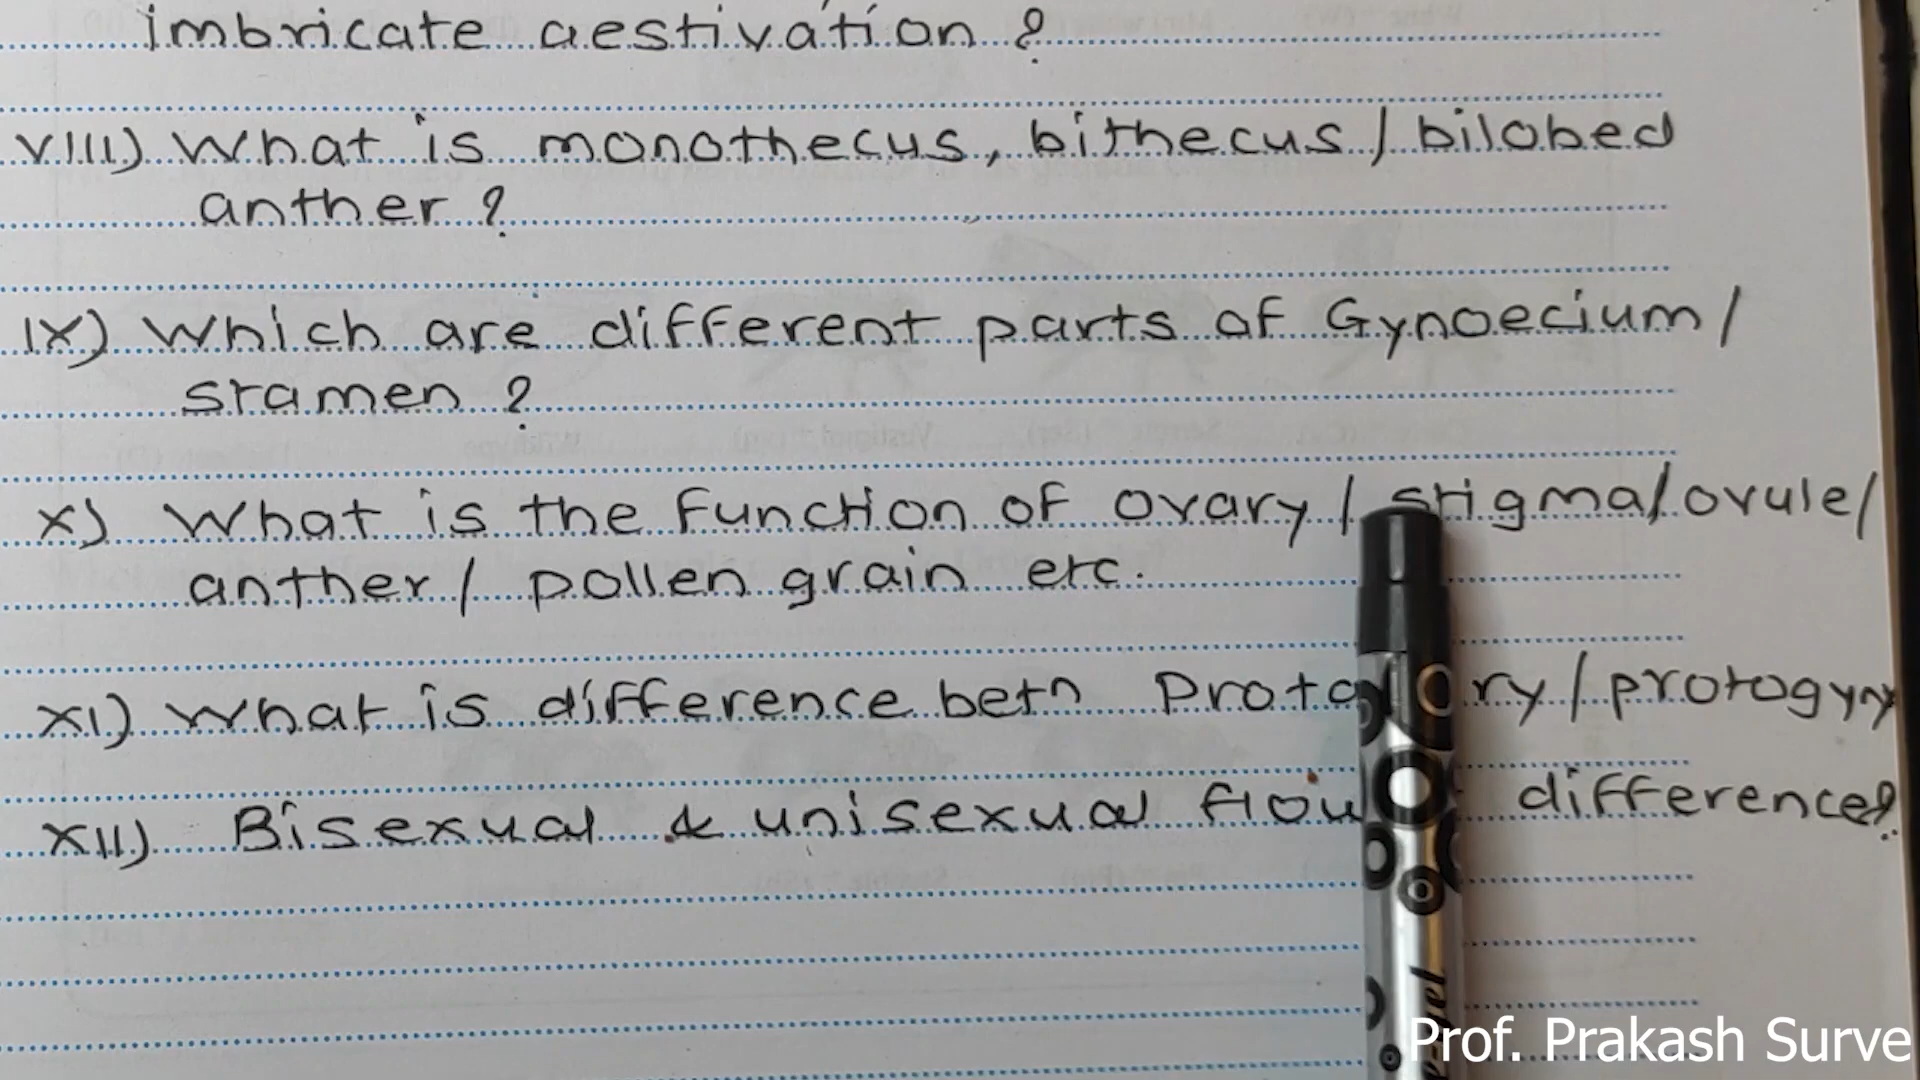 imbricate aestivation ?
VIII) What is monothecus, bithecus / bilobed
anther ?
IX) Which are different parts of Gynoecium /
stamen ?
X) What is the function of ovary / stigma / ovule /
anther / pollen grain etc.
XI) What is difference betn / protogyny
XII) Bisexual & unisexual difference?
Prof. Prakash Surve